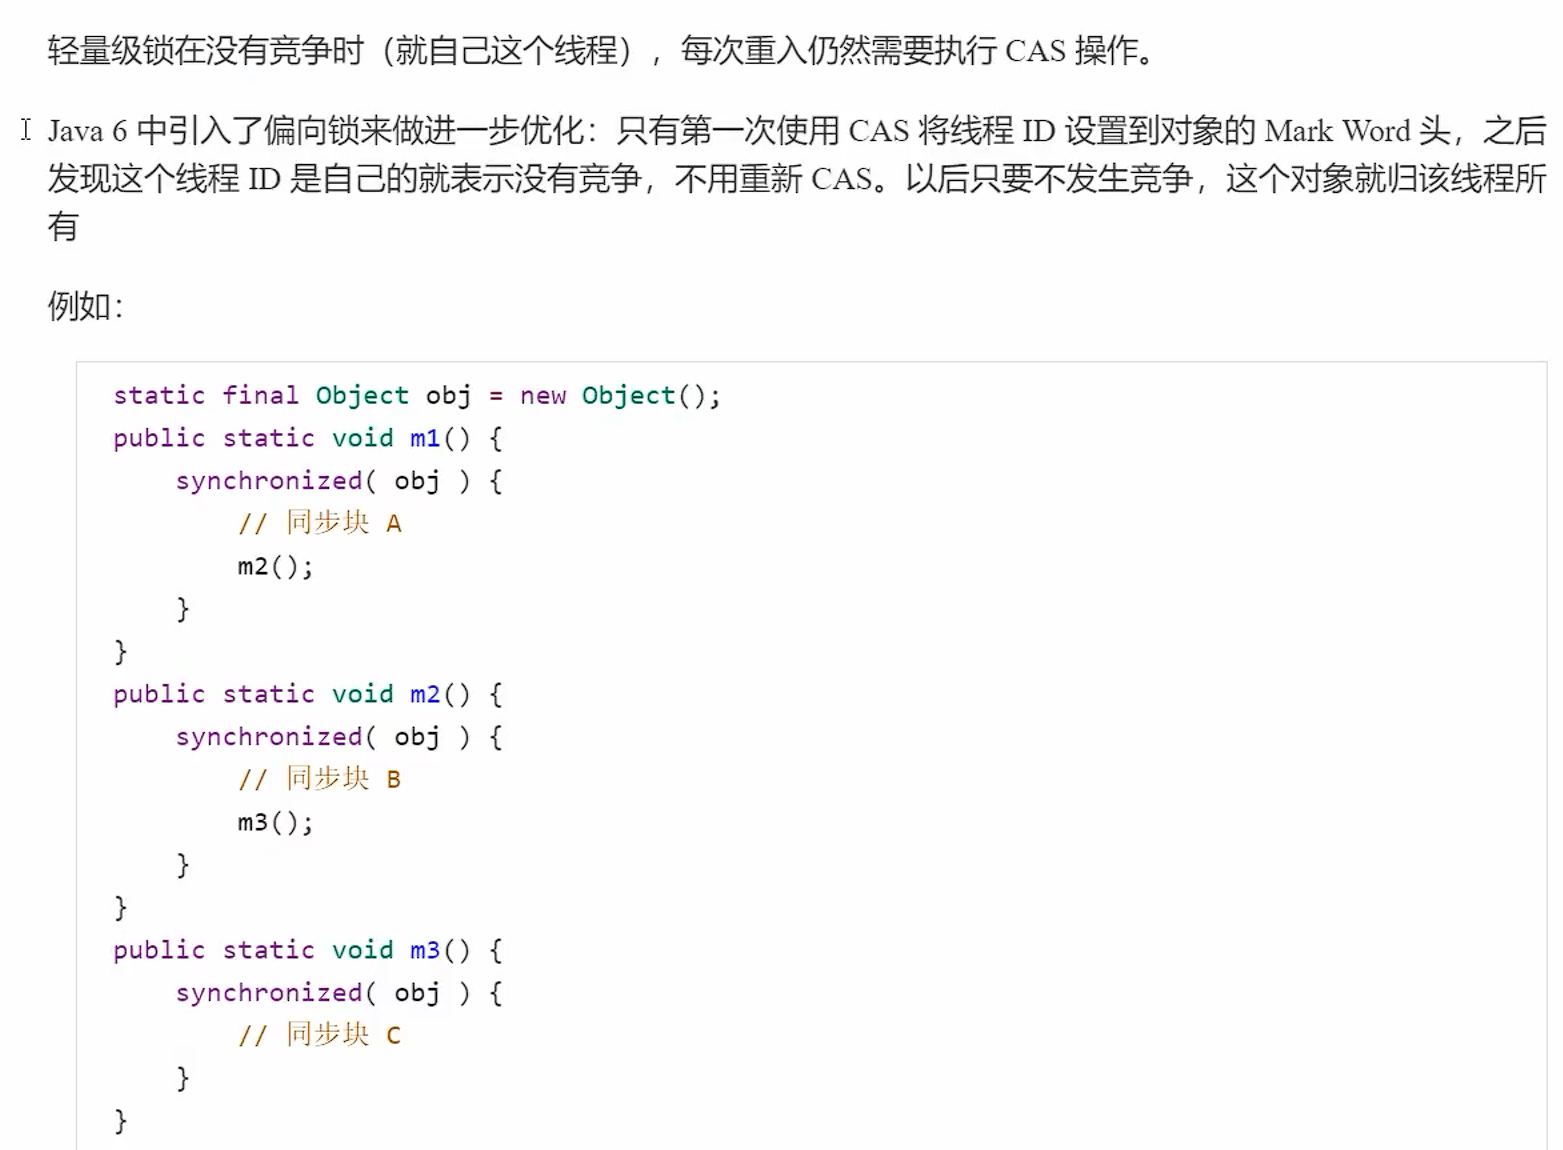 轻量级锁在没有竞争时（就自己这个线程），每次重入仍然需要执行 CAS 操作。
Java 6 中引入了偏向锁来做进一步优化：只有第一次使用 CAS 将线程 ID 设置到对象的 Mark Word 头，之后
发现这个线程 ID 是自己的就表示没有竞争，不用重新 CAS。以后只要不发生竞争，这个对象就归该线程所
有
例如：
static final Object obj = new Object();
public static void m1() {
    synchronized( obj ) {
        // 同步块 A
        m2();
    }
}
public static void m2() {
    synchronized( obj ) {
        // 同步块 B
        m3();
    }
}
public static void m3() {
    synchronized( obj ) {
        // 同步块 C
    }
}